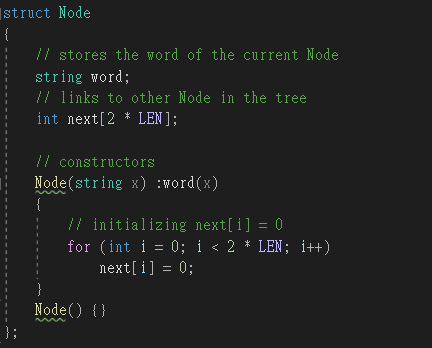 struct Node
{
// stores the word of the current Node
string word;
// links to other Node in the tree
int next[2 * LEN];
// constructors
Node(string x) :word(x)
{
// initializing next[i] = 0
for (int i = 0; i < 2 * LEN; i++)
next[i] = 0;
}
Node() {}
};